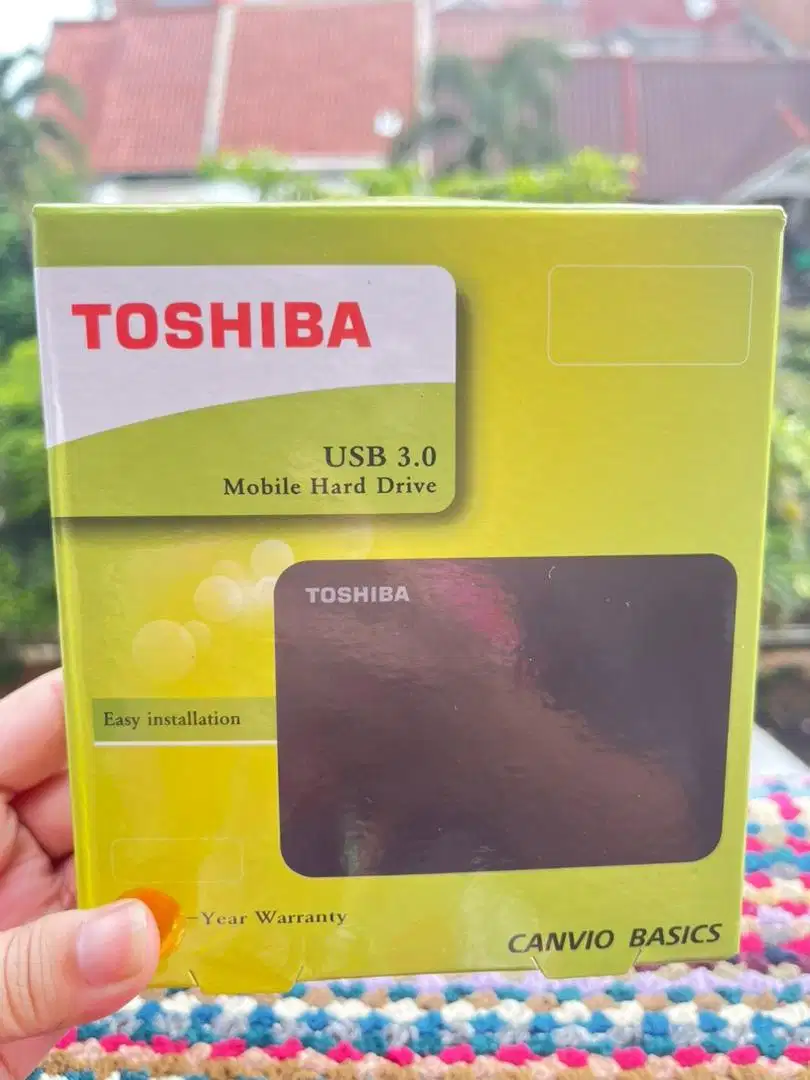 TOSHIBA
USB 3.0
Mobile Hard Drive
TOSHIBA
Easy installation
-Year Warranty
CANVIO BASICS